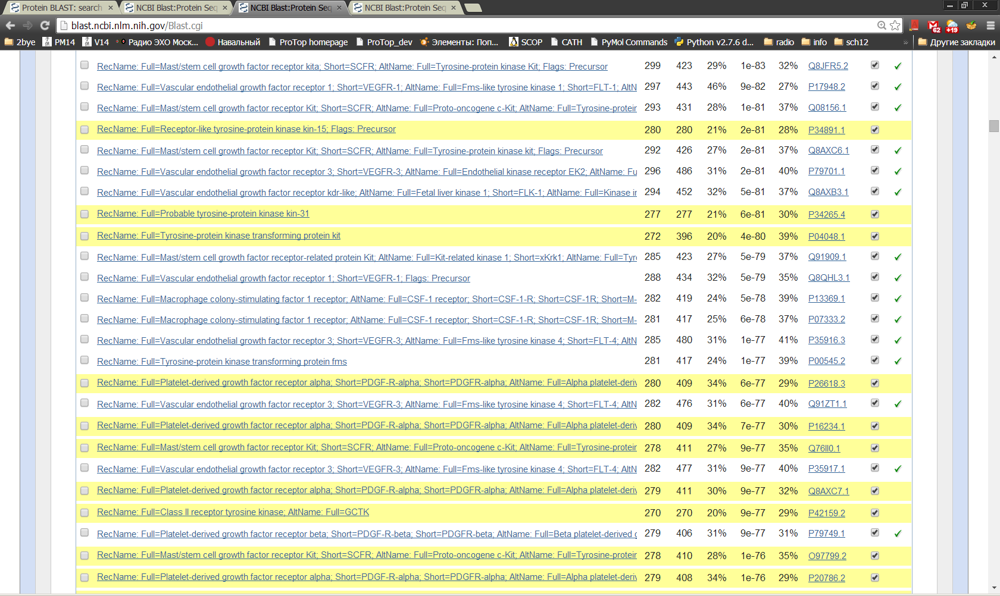 Protein BLAST: search
NCBI Blast:Protein Seq
NCBI Blast:Protein Seq
NCBI Blast:Protein Seq
blast.ncbi.nlm.nih.gov/Blast.cgi
62
+19
2bye PM14 V14 Радио ЭХО Моск... Навальный ProTop homepage ProTop_dev Элементы: Поп... SCOP CATH PyMol Commands Python v2.7.6 d... radio info sch12 » Другие закладки
RecName: Full=Mast/stem cell growth factor receptor kita; Short=SCFR; AltName: Full=Tyrosine-protein kinase Kit; Flags: Precursor 299 423 29% 1e-83 32% Q8JFR5.2
RecName: Full=Vascular endothelial growth factor receptor 1; Short=VEGFR-1; AltName: Full=Fms-like tyrosine kinase 1; Short=FLT-1; AltN 297 443 46% 9e-82 27% P17948.2
RecName: Full=Mast/stem cell growth factor receptor Kit; Short=SCFR; AltName: Full=Proto-oncogene c-Kit; AltName: Full=Tyrosine-protein 293 431 28% 1e-81 37% Q08156.1
RecName: Full=Receptor-like tyrosine-protein kinase kin-15; Flags: Precursor 280 280 21% 2e-81 28% P34891.1
RecName: Full=Mast/stem cell growth factor receptor Kit; Short=SCFR; AltName: Full=Tyrosine-protein kinase kit; Flags: Precursor 292 426 27% 2e-81 37% Q8AXC6.1
RecName: Full=Vascular endothelial growth factor receptor 3; Short=VEGFR-3; AltName: Full=Endothelial kinase receptor EK2; AltName: Fu 296 486 31% 2e-81 40% P79701.1
RecName: Full=Vascular endothelial growth factor receptor kdr-like; AltName: Full=Fetal liver kinase 1; Short=FLK-1; AltName: Full=Kinase in 294 452 32% 5e-81 37% Q8AXB3.1
RecName: Full=Probable tyrosine-protein kinase kin-31 277 277 21% 6e-81 30% P34265.4
RecName: Full=Tyrosine-protein kinase transforming protein kit 272 396 20% 4e-80 39% P04048.1
RecName: Full=Mast/stem cell growth factor receptor-related protein Kit; AltName: Full=Kit-related kinase 1; Short=xKrk1; AltName: Full=Tyro 285 423 27% 5e-79 37% Q91909.1
RecName: Full=Vascular endothelial growth factor receptor 1; Short=VEGFR-1; Flags: Precursor 288 434 32% 5e-79 35% Q8QHL3.1
RecName: Full=Macrophage colony-stimulating factor 1 receptor; AltName: Full=CSF-1 receptor; Short=CSF-1-R; Short=CSF-1R; Short=M- 282 419 24% 5e-78 39% P13369.1
RecName: Full=Macrophage colony-stimulating factor 1 receptor; AltName: Full=CSF-1 receptor; Short=CSF-1-R; Short=CSF-1R; Short=M- 281 417 25% 6e-78 37% P07333.2
RecName: Full=Vascular endothelial growth factor receptor 3; Short=VEGFR-3; AltName: Full=Fms-like tyrosine kinase 4; Short=FLT-4; AltN 285 480 31% 1e-77 41% P35916.3
RecName: Full=Tyrosine-protein kinase transforming protein fms 281 417 24% 1e-77 39% P00545.2
RecName: Full=Platelet-derived growth factor receptor alpha; Short=PDGF-R-alpha; Short=PDGFR-alpha; AltName: Full=Alpha platelet-deriv 280 409 34% 6e-77 29% P26618.3
RecName: Full=Vascular endothelial growth factor receptor 3; Short=VEGFR-3; AltName: Full=Fms-like tyrosine kinase 4; Short=FLT-4; AltN 282 476 31% 6e-77 40% Q91ZT1.1
RecName: Full=Platelet-derived growth factor receptor alpha; Short=PDGF-R-alpha; Short=PDGFR-alpha; AltName: Full=Alpha platelet-deriv 280 409 34% 7e-77 30% P16234.1
RecName: Full=Mast/stem cell growth factor receptor Kit; Short=SCFR; AltName: Full=Proto-oncogene c-Kit; AltName: Full=Tyrosine-protein 278 411 27% 9e-77 35% Q76II0.1
RecName: Full=Vascular endothelial growth factor receptor 3; Short=VEGFR-3; AltName: Full=Fms-like tyrosine kinase 4; Short=FLT-4; AltN 282 477 31% 9e-77 40% P35917.1
RecName: Full=Platelet-derived growth factor receptor alpha; Short=PDGF-R-alpha; Short=PDGFR-alpha; AltName: Full=Alpha platelet-deriv 279 411 30% 9e-77 32% Q8AXC7.1
RecName: Full=Class II receptor tyrosine kinase; AltName: Full=GCTK 270 270 20% 9e-77 29% P42159.2
RecName: Full=Platelet-derived growth factor receptor beta; Short=PDGF-R-beta; Short=PDGFR-beta; AltName: Full=Beta platelet-derived g 279 406 31% 9e-77 31% P79749.1
RecName: Full=Mast/stem cell growth factor receptor Kit; Short=SCFR; AltName: Full=Proto-oncogene c-Kit; AltName: Full=Tyrosine-protein 278 410 28% 1e-76 35% O97799.2
RecName: Full=Platelet-derived growth factor receptor alpha; Short=PDGF-R-alpha; Short=PDGFR-alpha; AltName: Full=Alpha platelet-deriv 279 408 34% 1e-76 29% P20786.2